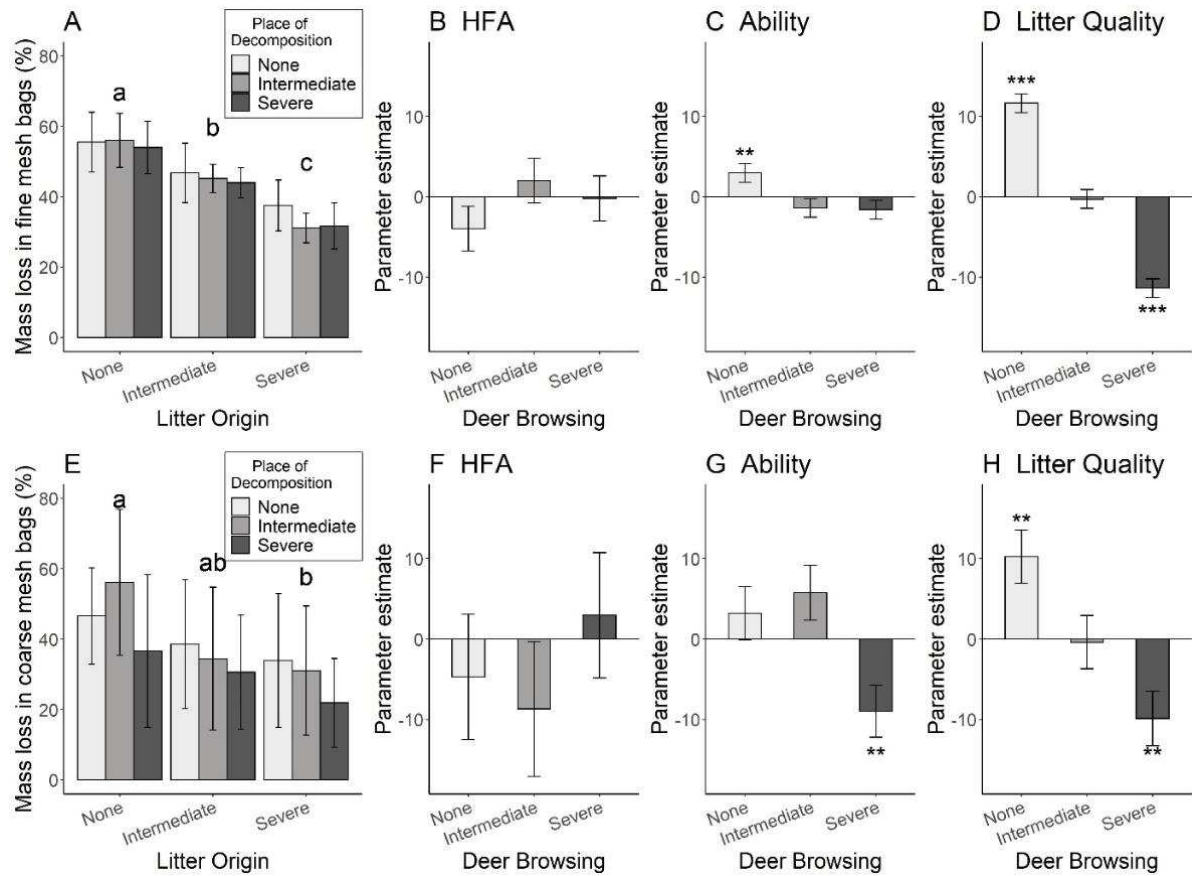 A
Place of
Decomposition
None
Intermediate
Severe
Mass loss in fine mesh bags (%)
80
60
40
20
0
a
b
c
None
Intermediate
Severe
Litter Origin
B HFA
Parameter estimate
10
0
-10
None
Intermediate
Severe
Deer Browsing
C Ability
Parameter estimate
10
0
-10
**
None
Intermediate
Severe
Deer Browsing
D Litter Quality
Parameter estimate
10
0
-10
***
***
None
Intermediate
Severe
Deer Browsing
E
Place of
Decomposition
None
Intermediate
Severe
Mass loss in coarse mesh bags (%)
80
60
40
20
0
a
ab
b
None
Intermediate
Severe
Litter Origin
F HFA
Parameter estimate
10
0
-10
None
Intermediate
Severe
Deer Browsing
G Ability
Parameter estimate
10
0
-10
**
None
Intermediate
Severe
Deer Browsing
H Litter Quality
Parameter estimate
10
0
-10
**
**
None
Intermediate
Severe
Deer Browsing